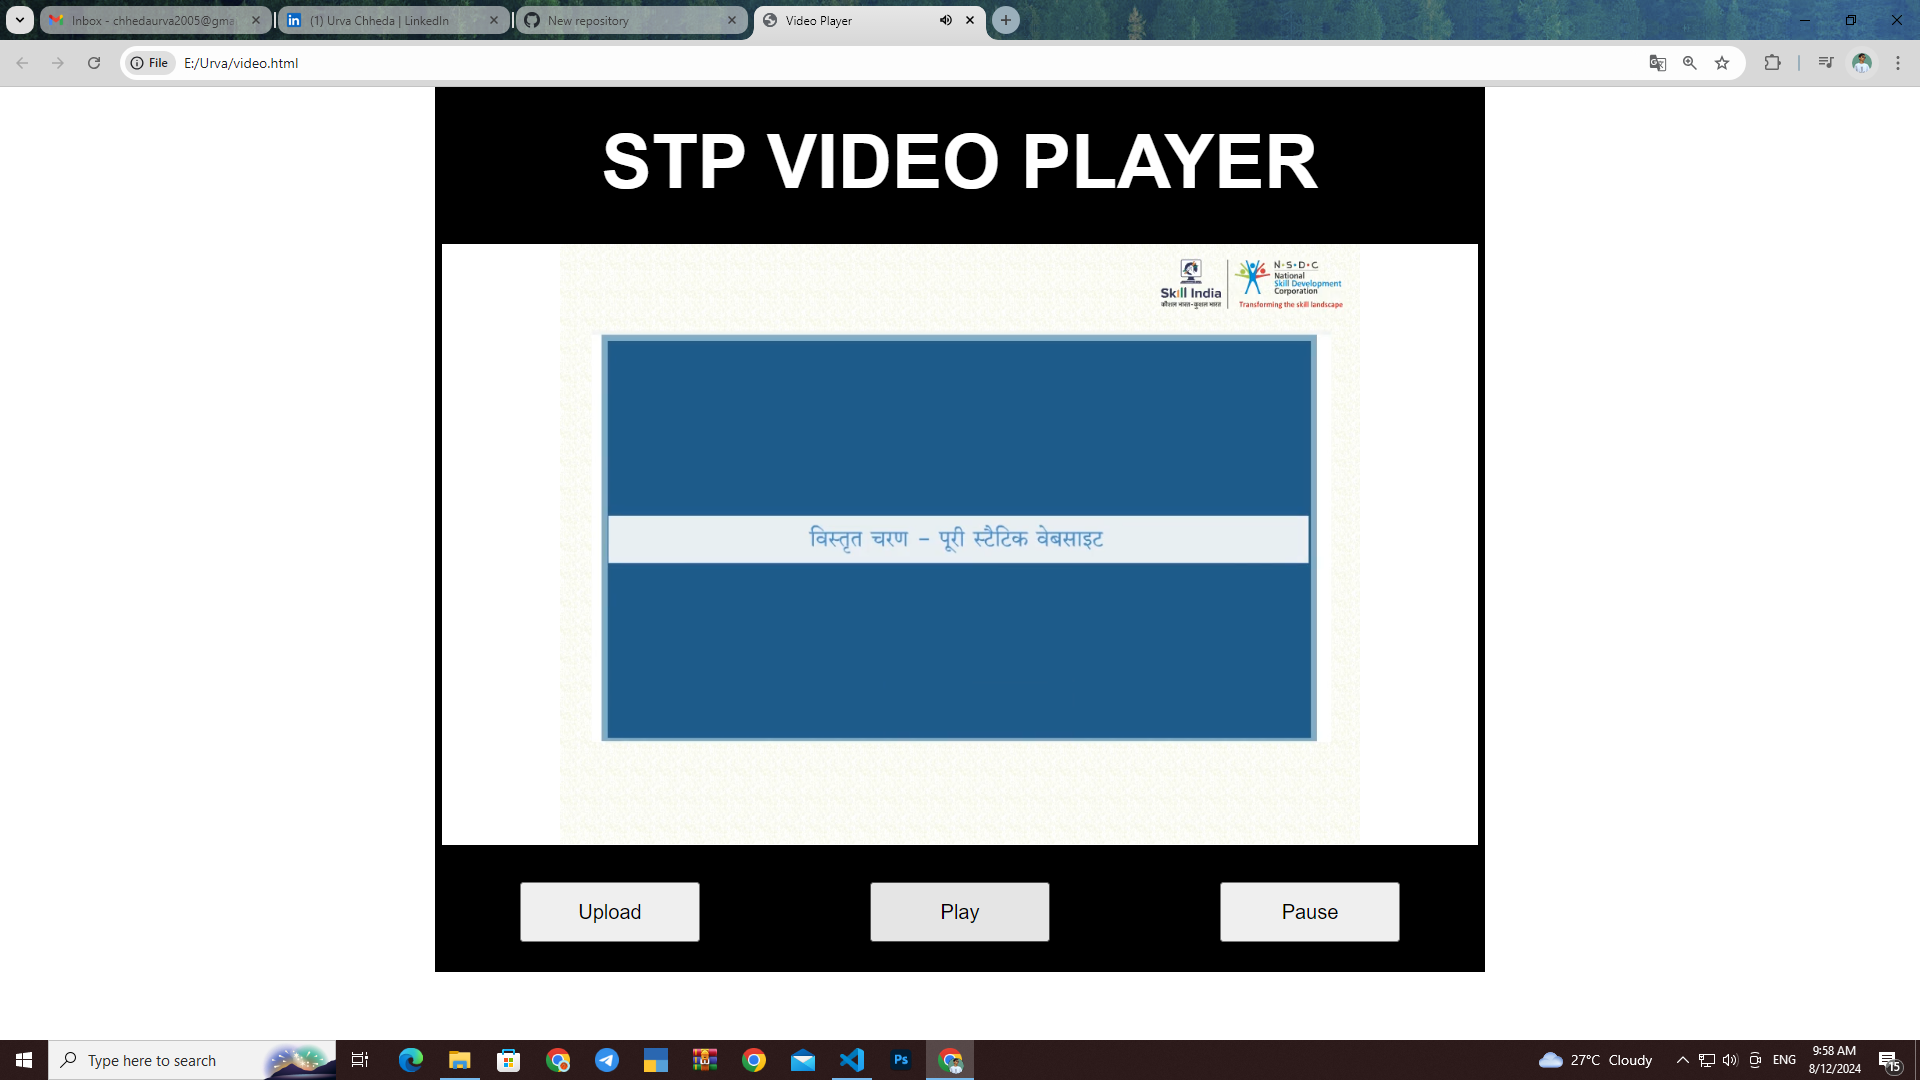 Inbox - chhedaurva2005@gma
(1) Urva Chheda | LinkedIn
New repository
Video Player
File
E:/Urva/video.html
STP VIDEO PLAYER
Skill India
कौशल भारत-कुशल भारत
N·S·D·C
National
Skill Development
Corporation
Transforming the skill landscape
विस्तृत चरण – पूरी स्टैटिक वेबसाइट
Upload
Play
Pause
Type here to search
Ps
27°C Cloudy
ENG
9:58 AM
8/12/2024
15